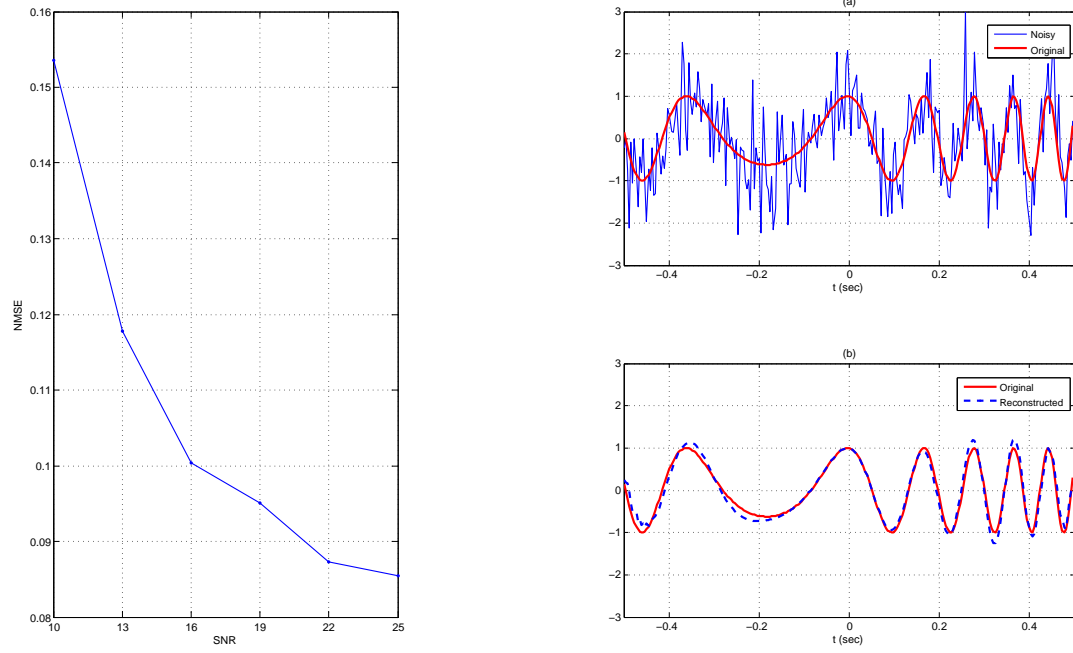 0.16
0.15
0.14
0.13
0.12
0.11
0.1
0.09
0.08
NMSE
10 13 16 19 22 25
SNR
(a)
3
2
1
0
−1
−2
−3
Noisy
Original
−0.4 −0.2 0 0.2 0.4
t (sec)
(b)
3
2
1
0
−1
−2
−3
Original
Reconstructed
−0.4 −0.2 0 0.2 0.4
t (sec)